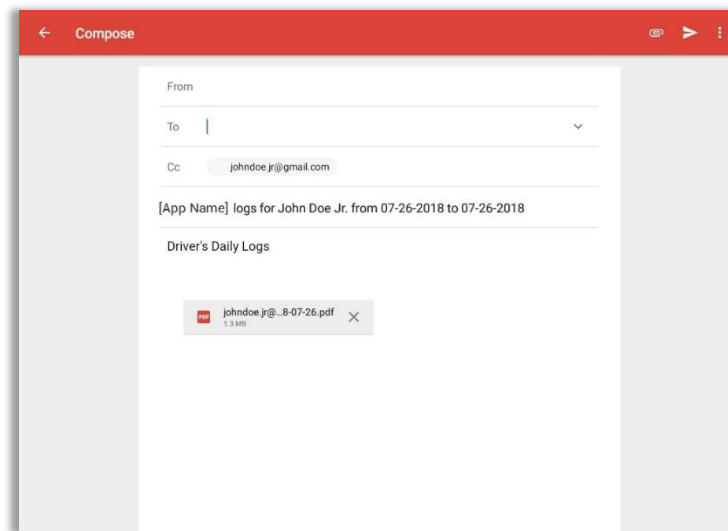 Compose
From
To
Cc johndoe.jr@gmail.com
[App Name] logs for John Doe Jr. from 07-26-2018 to 07-26-2018
Driver's Daily Logs
PDF johndoe.jr@...8-07-26.pdf
1.3 MB